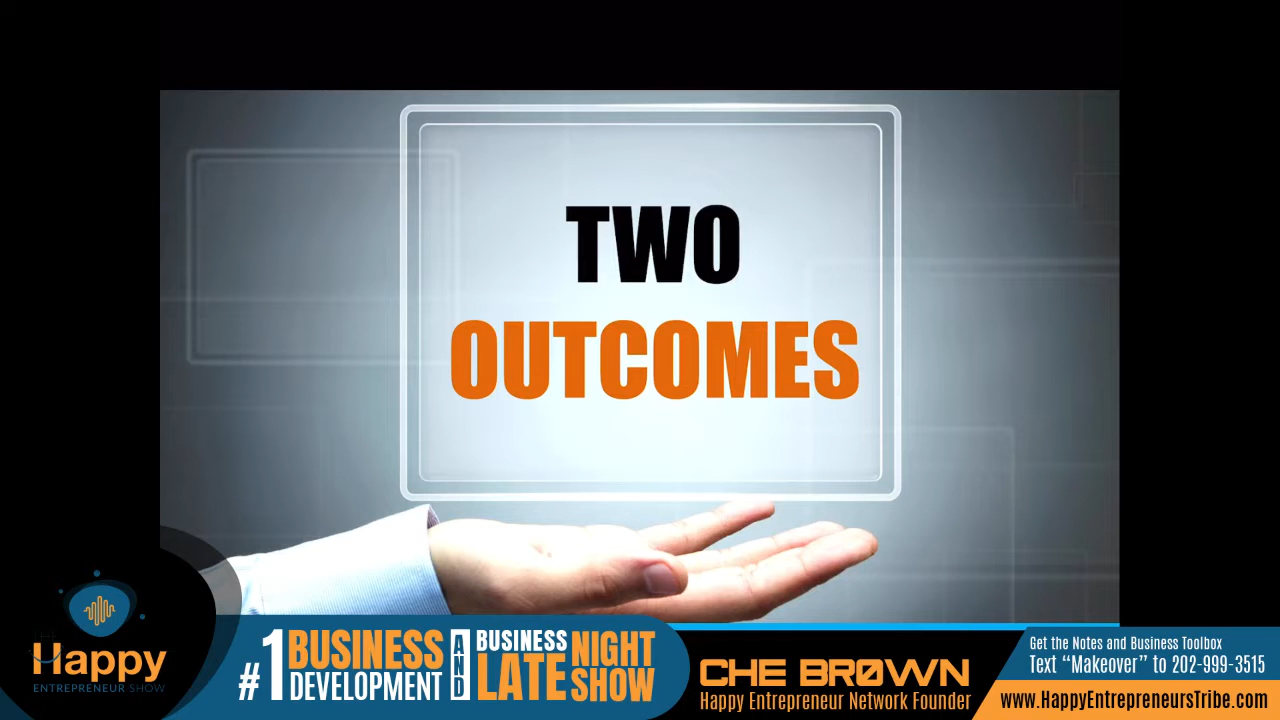 TWO
OUTCOMES
Happy
ENTREPRENEUR SHOW
#1 BUSINESS DEVELOPMENT
AND
BUSINESS LATE NIGHT SHOW
CHE BROWN
Happy Entrepreneur Network Founder
Get the Notes and Business Toolbox
Text “Makeover” to 202-999-3515
www.HappyEntrepreneursTribe.com